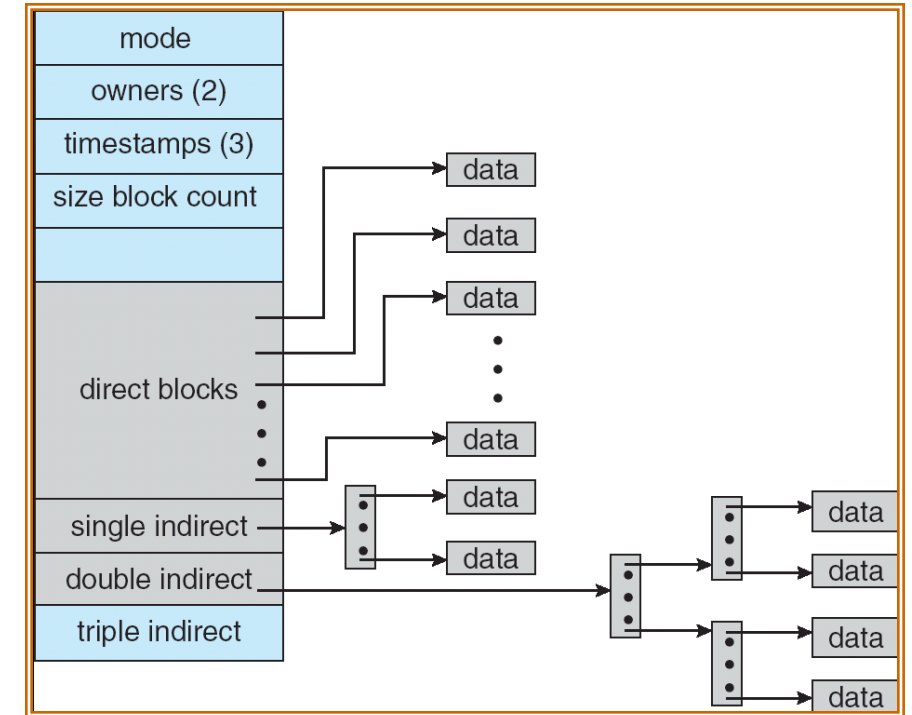 mode
owners (2)
timestamps (3)
size block count
direct blocks
single indirect
double indirect
triple indirect
data
data
data
data
data
data
data
data
data
data